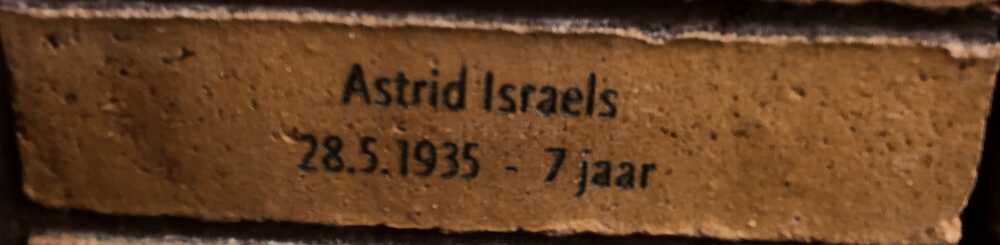 Astrid Israels
28.5.1935 - 7 jaar